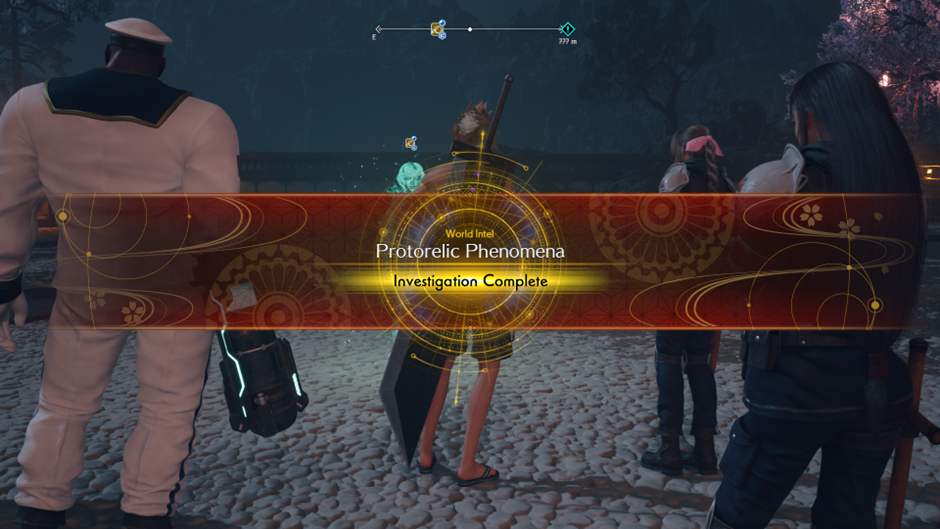 E
??? m
World Intel
Protorelic Phenomena
Investigation Complete